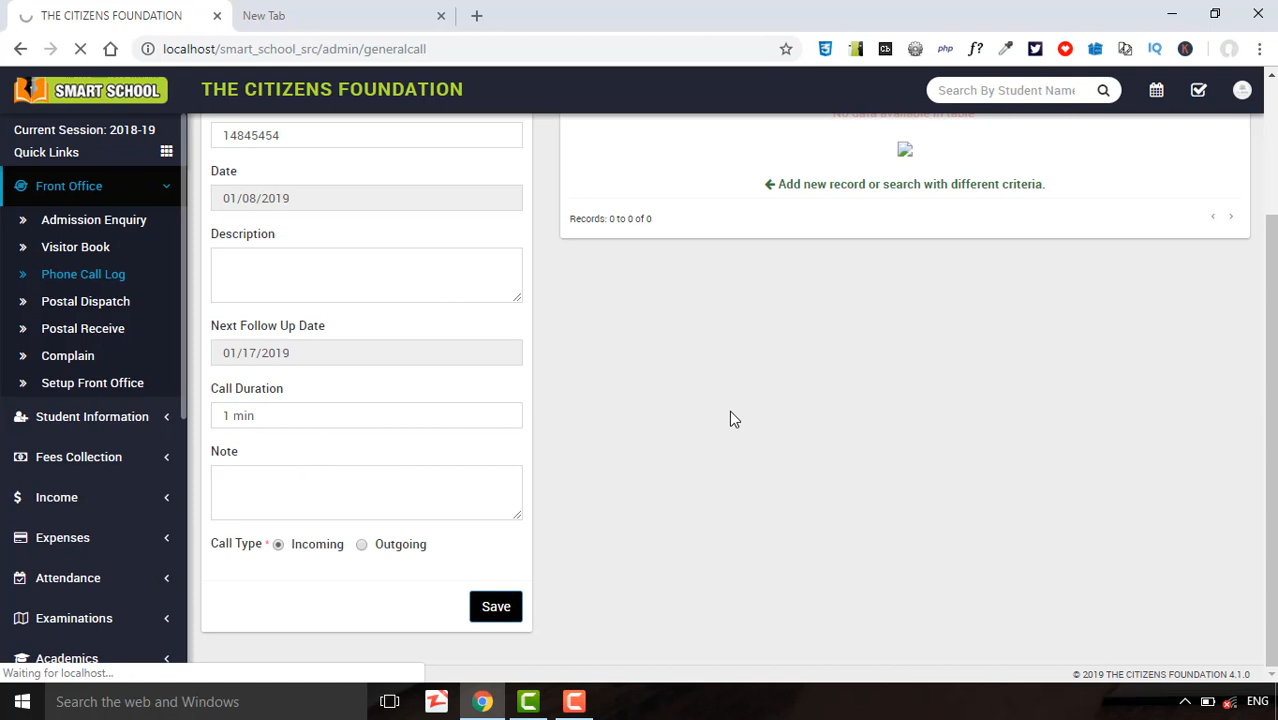 THE CITIZENS FOUNDATION
New Tab
localhost/smart_school_src/admin/generalcall
SMART SCHOOL
THE CITIZENS FOUNDATION
Search By Student Name
Current Session: 2018-19
Quick Links
Front Office
Admission Enquiry
Visitor Book
Phone Call Log
Postal Dispatch
Postal Receive
Complain
Setup Front Office
Student Information
Fees Collection
Income
Expenses
Attendance
Examinations
Academics
14845454
Date
01/08/2019
Description
Next Follow Up Date
01/17/2019
Call Duration
1 min
Note
Call Type * Incoming Outgoing
Save
No data available in table
Add new record or search with different criteria.
Records: 0 to 0 of 0
Waiting for localhost...
© 2019 THE CITIZENS FOUNDATION 4.1.0
Search the web and Windows
ENG